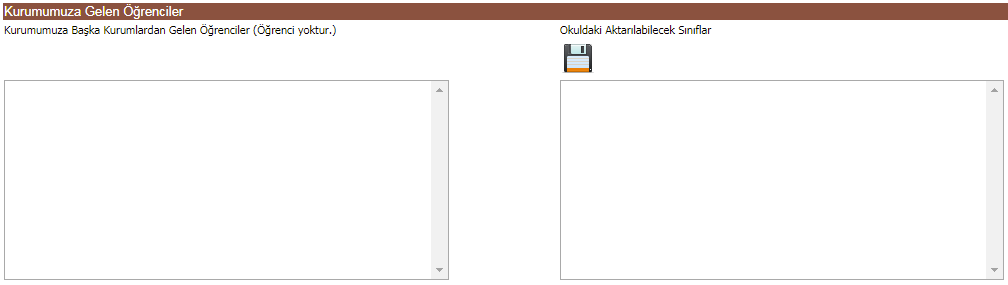 Kurumumuza Gelen Öğrenciler
Kurumumuza Başka Kurumlardan Gelen Öğrenciler (Öğrenci yoktur.)
Okuldaki Aktarılabilecek Sınıflar